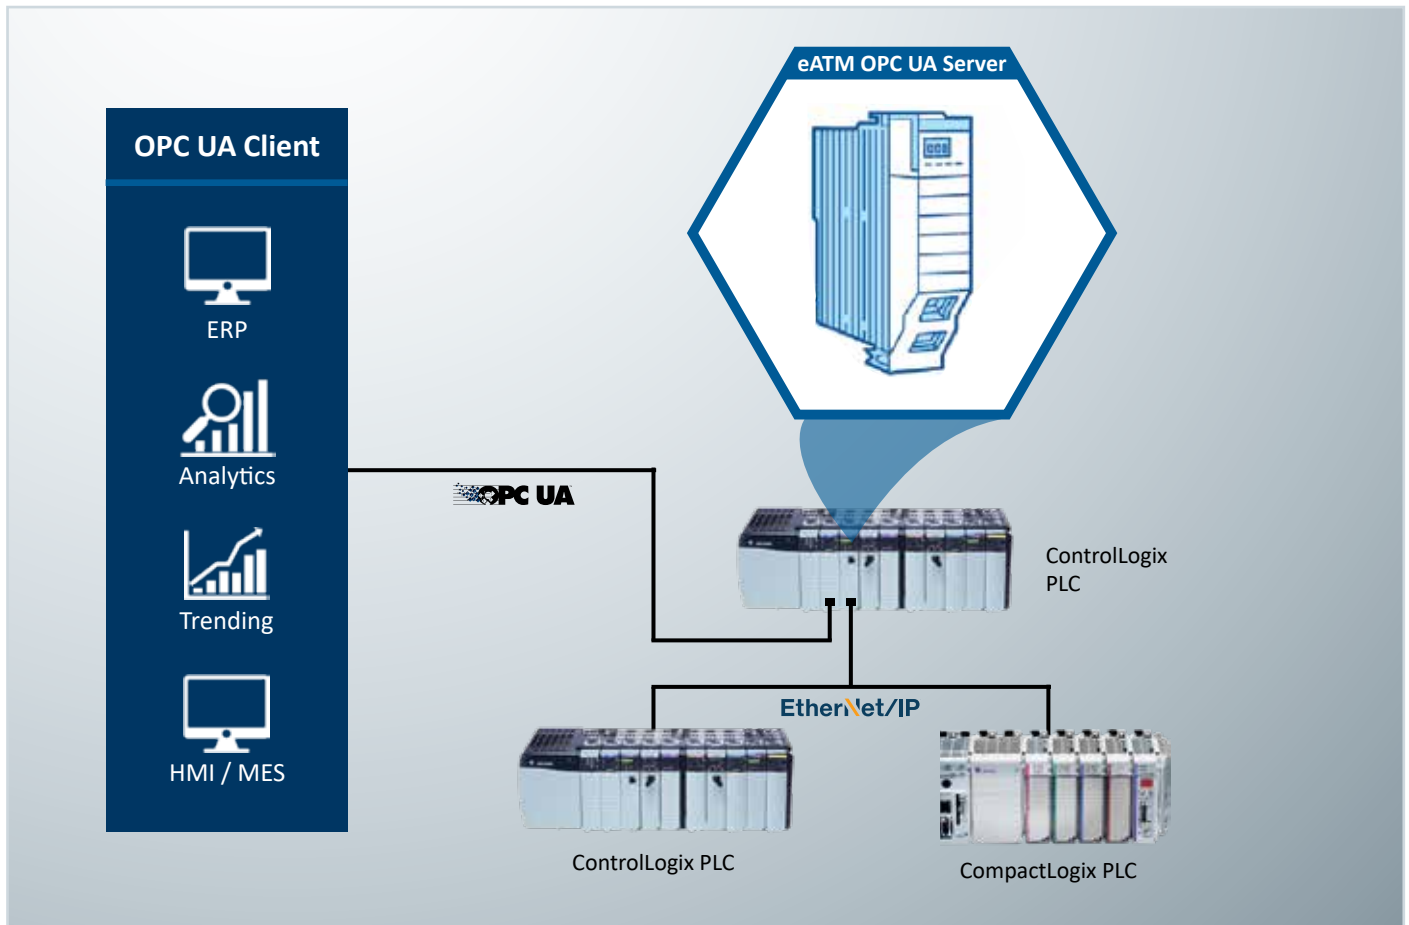 eATM OPC UA Server
OPC UA Client
ERP
Analytics
Trending
HMI / MES
OPC UA
ControlLogix
PLC
EtherNet/IP
ControlLogix PLC
CompactLogix PLC